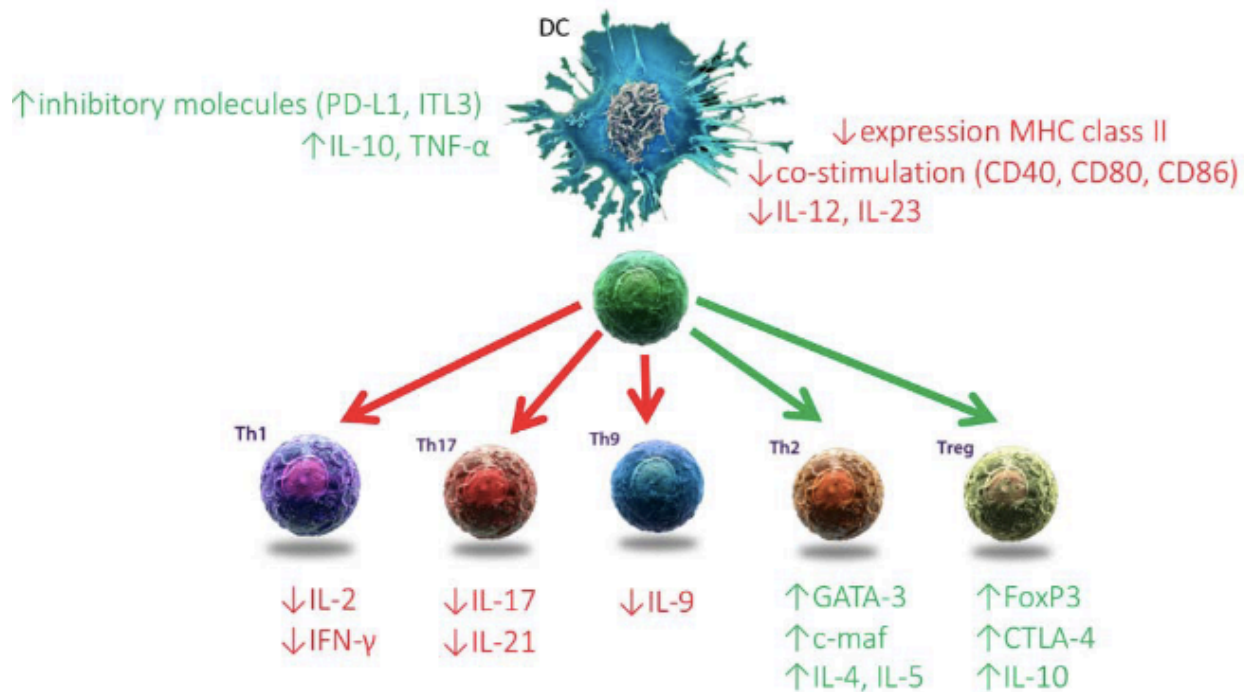 DC
↑inhibitory molecules (PD-L1, ITL3)
↑IL-10, TNF-α
↓expression MHC class II
↓co-stimulation (CD40, CD80, CD86)
↓IL-12, IL-23
Th1
Th17
Th9
Th2
Treg
↓IL-2
↓IFN-γ
↓IL-17
↓IL-21
↓IL-9
↑GATA-3
↑c-maf
↑IL-4, IL-5
↑FoxP3
↑CTLA-4
↑IL-10